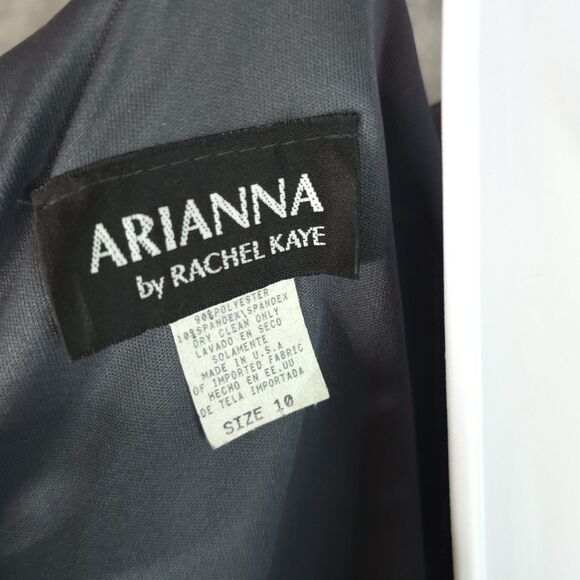 ARIANNA
by RACHEL KAYE
90%POLYESTER
10%SPANDEX\SPANDEX
DRY CLEAN ONLY
LAVADO EN SECO
SOLAMENTE
MADE IN U.S.A
OF IMPORTED FABRIC
HECHO EN EE.UU
DE TELA IMPORTADA
SIZE 10